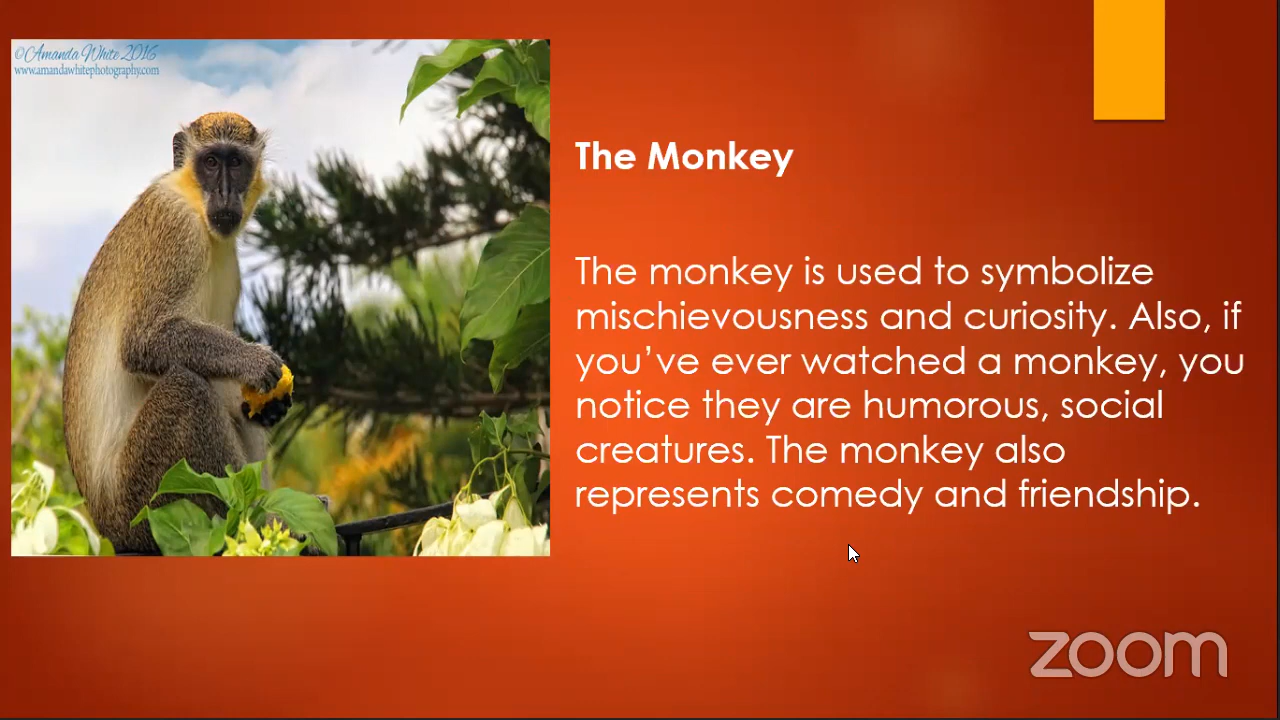 ©Amanda White 2016
www.amandawhitephotography.com
The Monkey
The monkey is used to symbolize
mischievousness and curiosity. Also, if
you’ve ever watched a monkey, you
notice they are humorous, social
creatures. The monkey also
represents comedy and friendship.
zoom